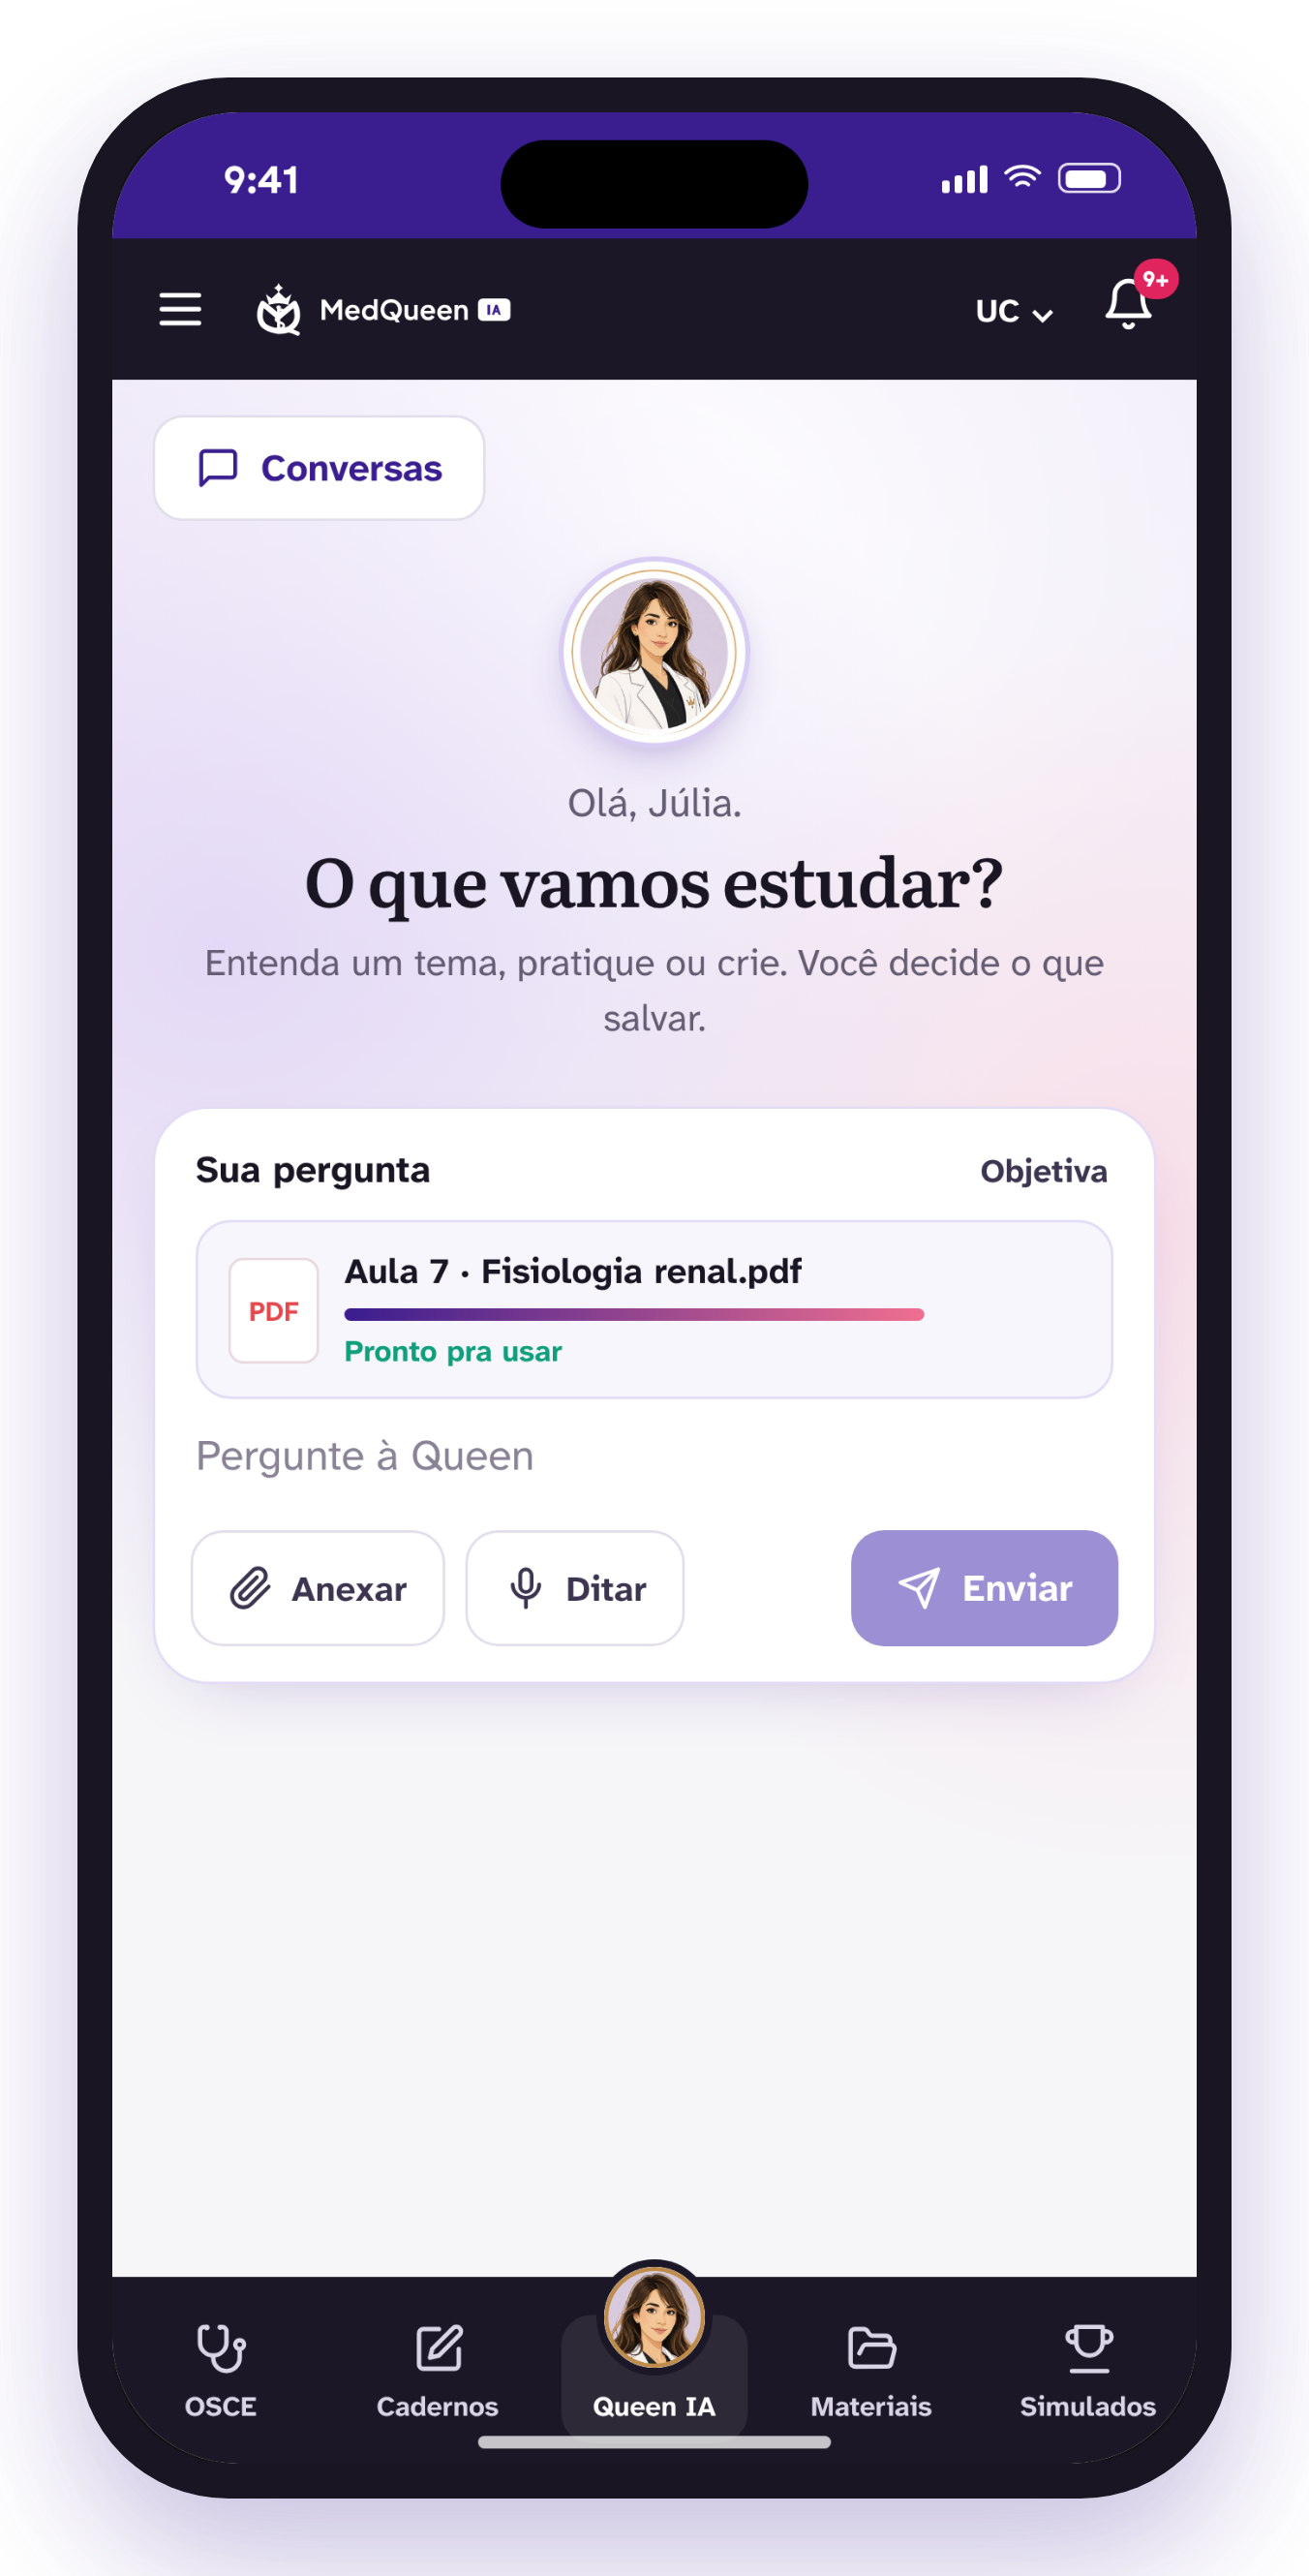 9:41
MedQueen IA
UC
9+
Conversas
Olá, Júlia.
O que vamos estudar?
Entenda um tema, pratique ou crie. Você decide o que
salvar.
Sua pergunta
Objetiva
PDF
Aula 7 · Fisiologia renal.pdf
Pronto pra usar
Pergunte à Queen
Anexar
Ditar
Enviar
OSCE
Cadernos
Queen IA
Materiais
Simulados